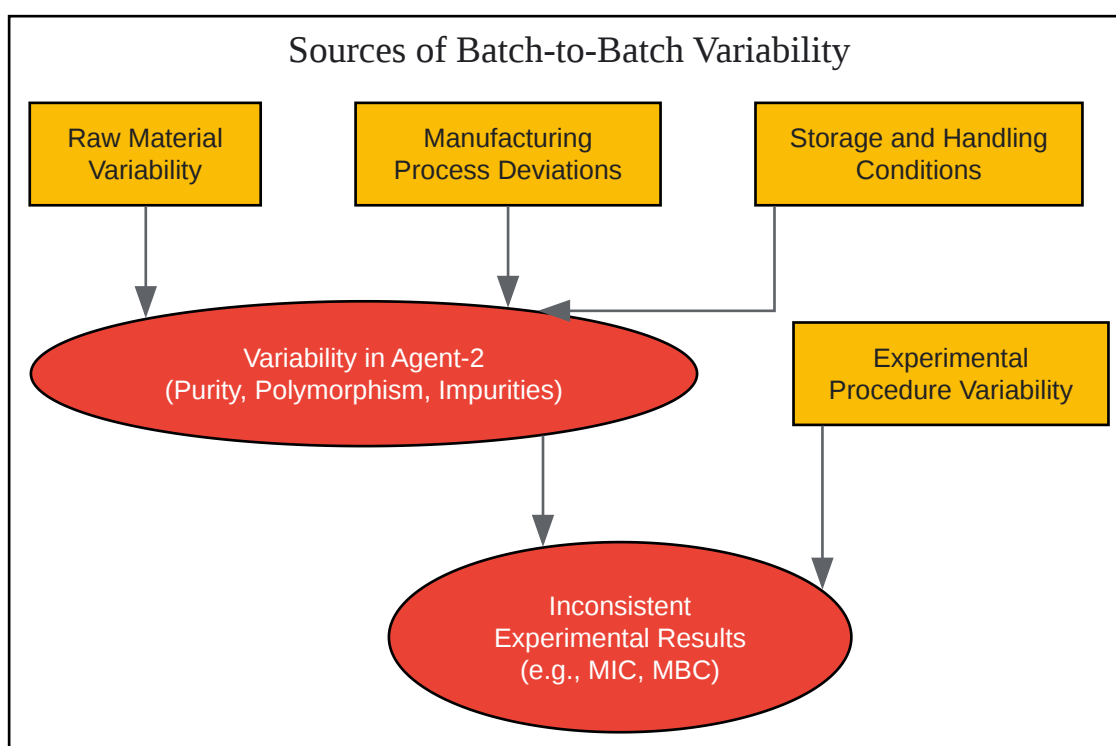 Sources of Batch-to-Batch Variability
Raw Material
Variability
Manufacturing
Process Deviations
Storage and Handling
Conditions
Variability in Agent-2
(Purity, Polymorphism, Impurities)
Experimental
Procedure Variability
Inconsistent
Experimental Results
(e.g., MIC, MBC)